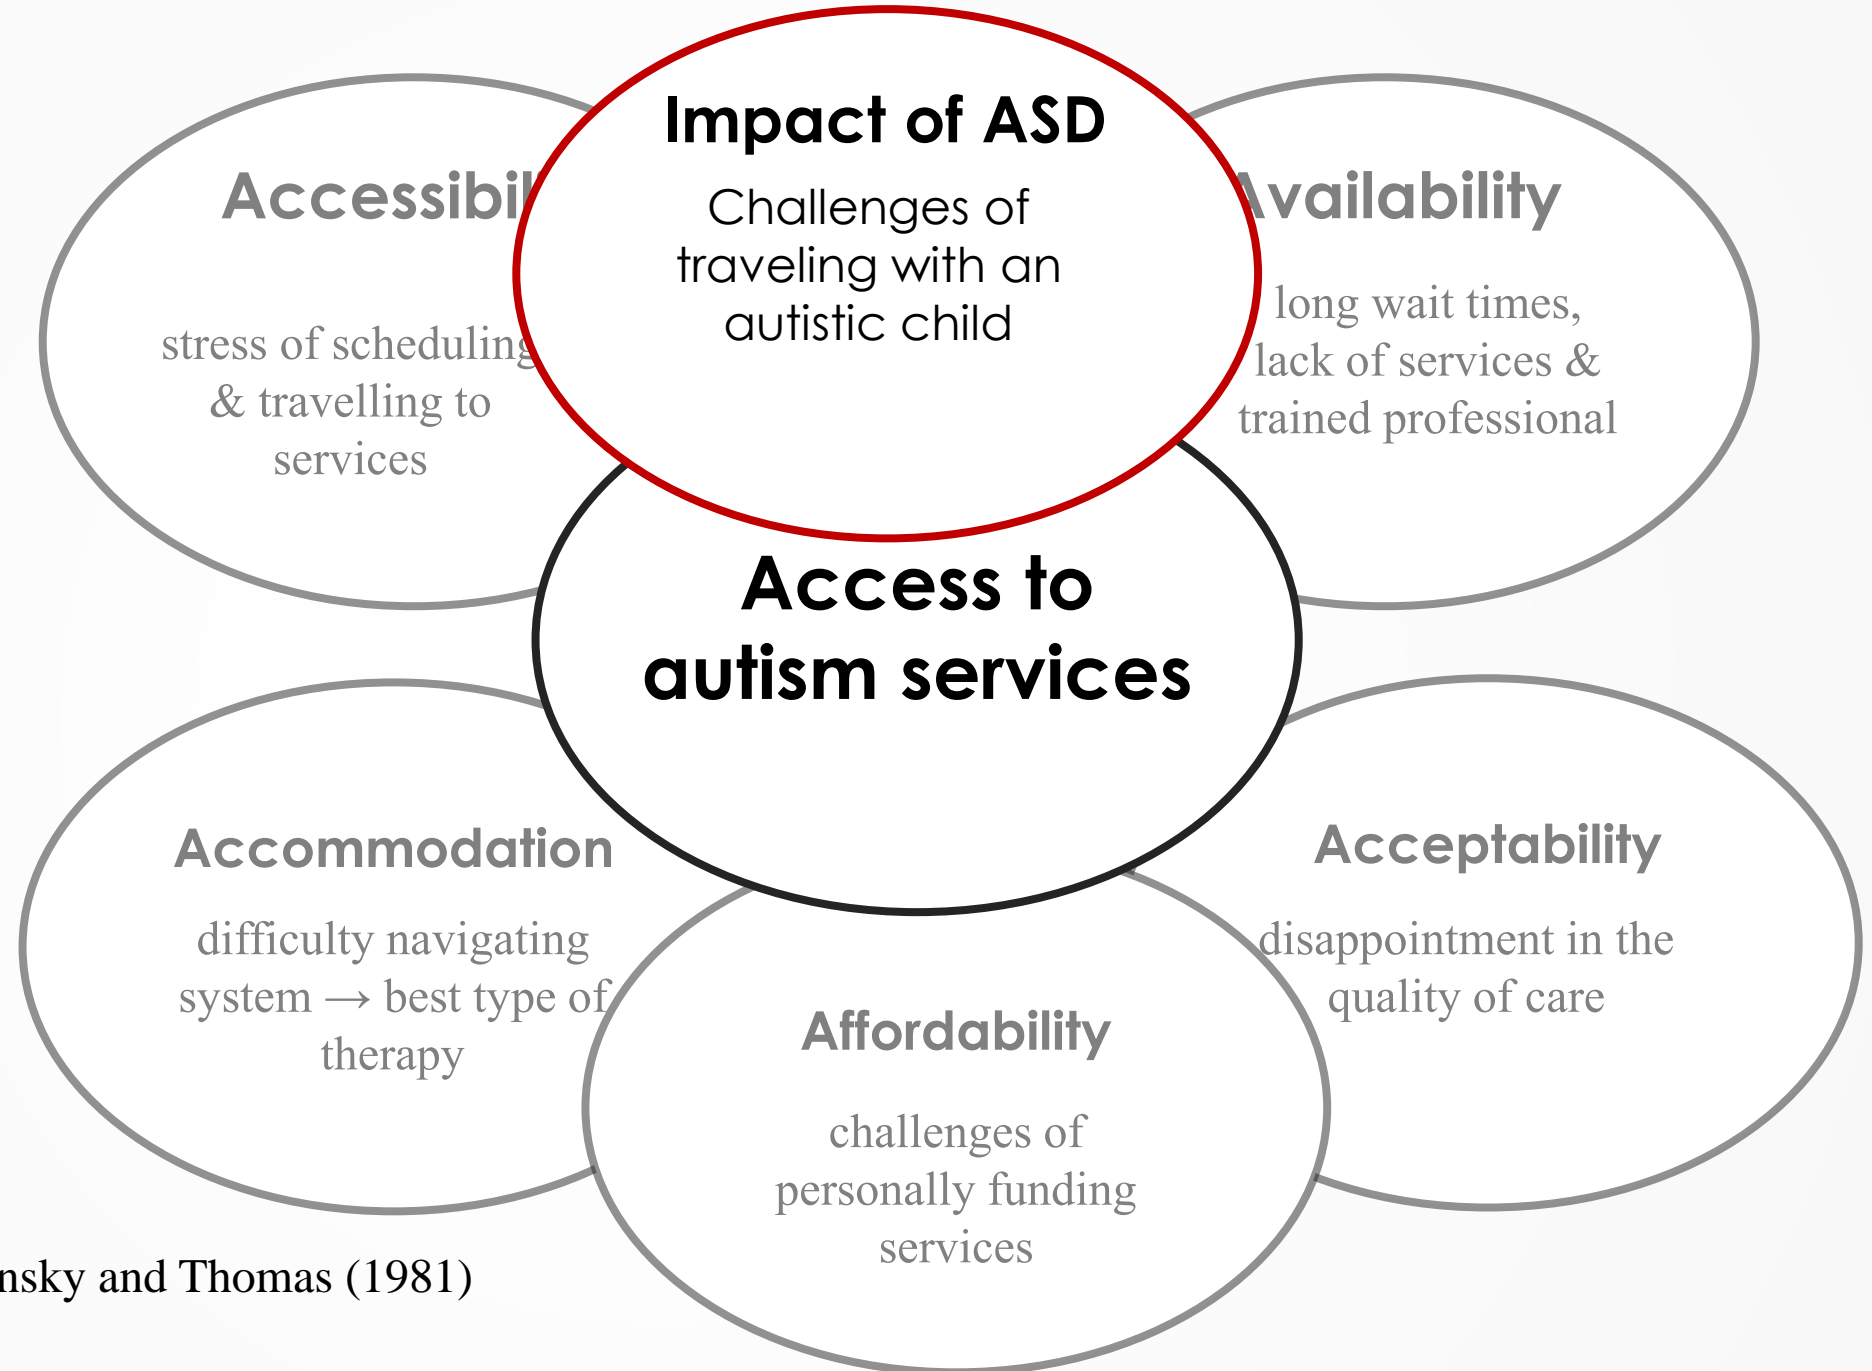 Impact of ASD
Challenges of
traveling with an
autistic child
Accessibil
stress of scheduling
& travelling to
services
vailability
long wait times,
lack of services &
trained professional
Access to
autism services
Accommodation
difficulty navigating
system → best type of
therapy
Acceptability
disappointment in the
quality of care
Affordability
challenges of
personally funding
services
nsky and Thomas (1981)